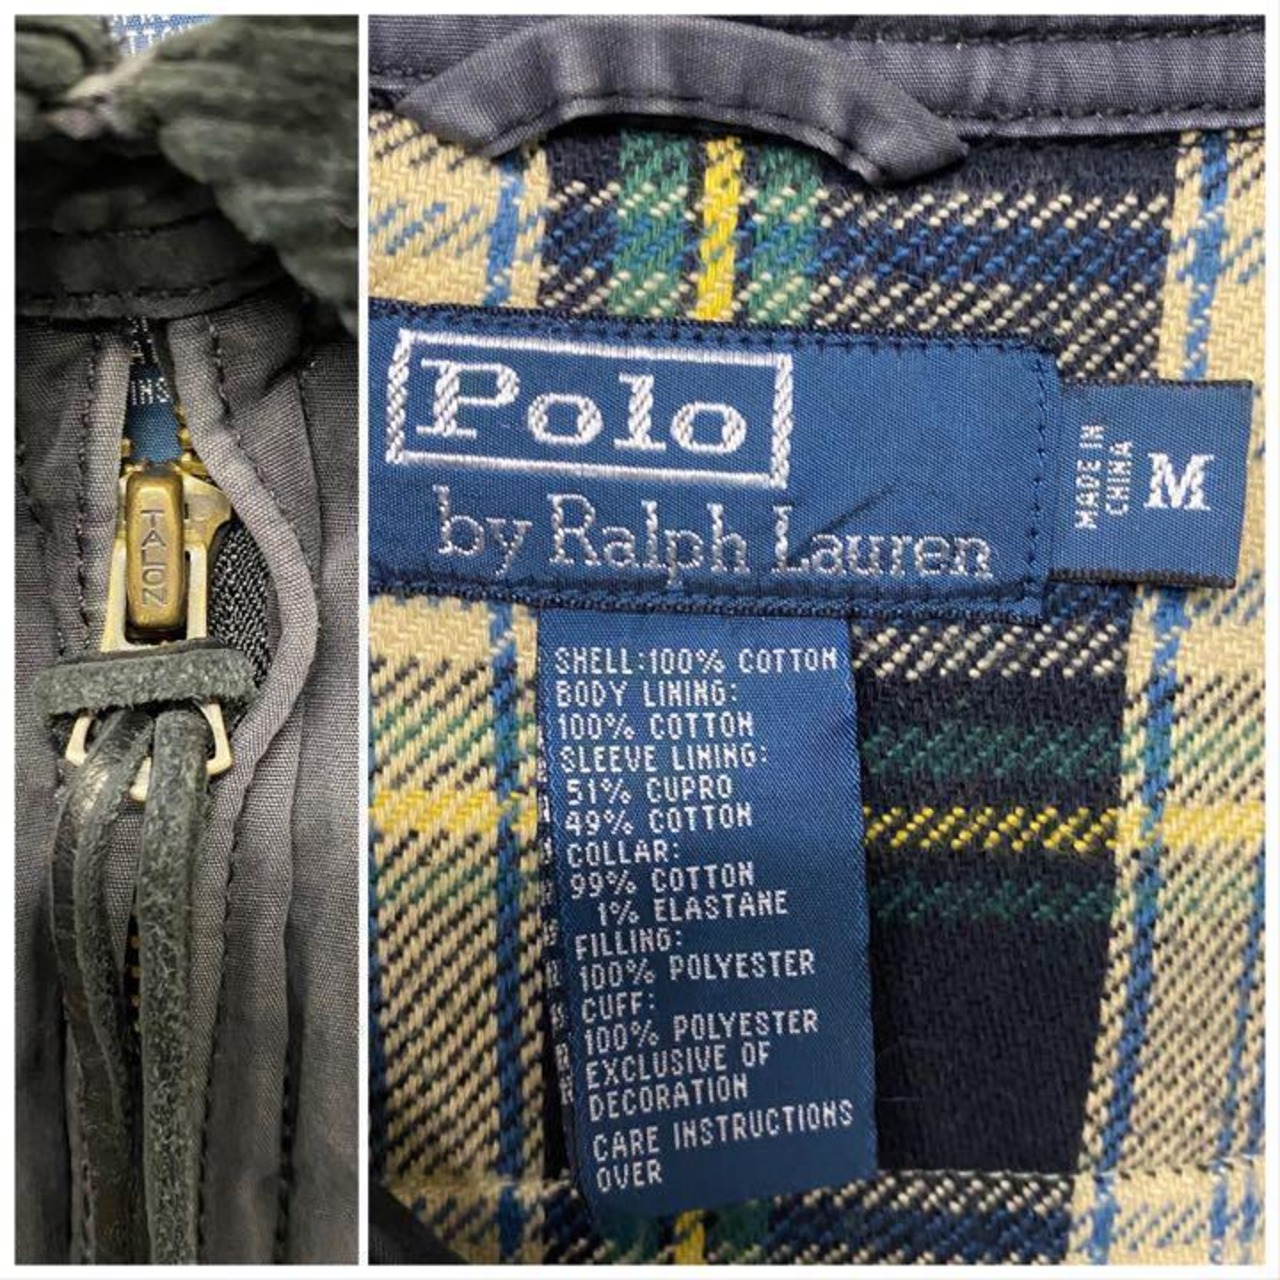 INS
TALON
Polo
by Ralph Lauren
MADE IN
CHINA
M
SHELL:100% COTTON
BODY LINING:
100% COTTON
SLEEVE LINING:
51% CUPRO
49% COTTON
COLLAR:
99% COTTON
1% ELASTANE
FILLING:
100% POLYESTER
CUFF:
100% POLYESTER
EXCLUSIVE OF
DECORATION
CARE INSTRUCTIONS
OVER